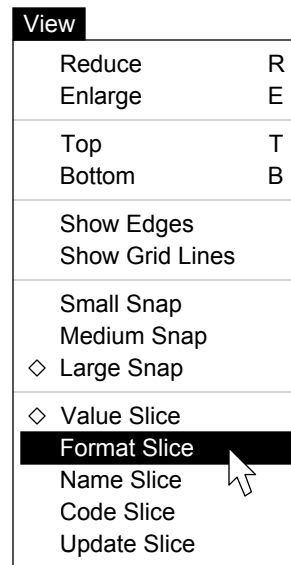 View
Reduce R
Enlarge E
Top T
Bottom B
Show Edges
Show Grid Lines
Small Snap
Medium Snap
◇ Large Snap
◇ Value Slice
Format Slice
Name Slice
Code Slice
Update Slice